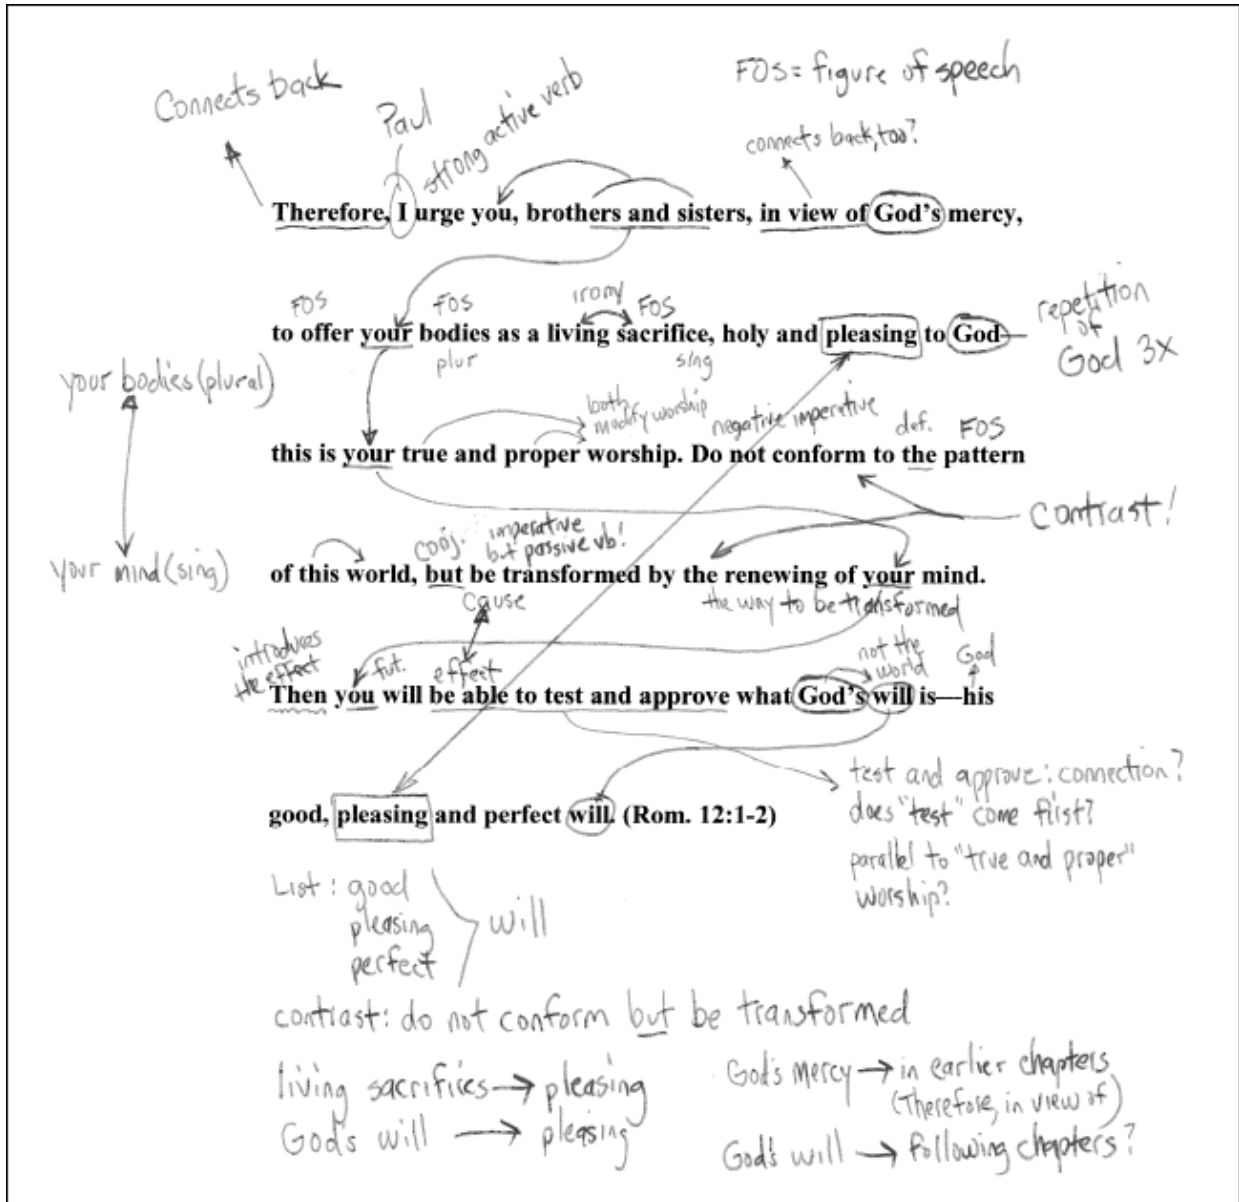 FOS = figure of speech
Connects back
Paul
strong active verb
connects back, too?
Therefore, I urge you, brothers and sisters, in view of God's mercy,
FOS FOS irony FOS
to offer your bodies as a living sacrifice, holy and pleasing to God—
plur sing
repetition
of
God 3x
your bodies (plural)
both
modify worship
negative imperative
def. FOS
this is your true and proper worship. Do not conform to the pattern
contrast!
your mind (sing)
conj. imperative
but passive vb!
of this world, but be transformed by the renewing of your mind.
cause
the way to be transformed
introduces
the effect
fut. effect
not the
world
God
Then you will be able to test and approve what God's will is—his
test and approve: connection?
does "test" come first?
parallel to "true and proper"
worship?
good, pleasing and perfect will. (Rom. 12:1-2)
List: good
pleasing
perfect
will
contrast: do not conform but be transformed
living sacrifices → pleasing
God's will → pleasing
God's mercy → in earlier chapters
(Therefore, in view of)
God's will → following chapters?